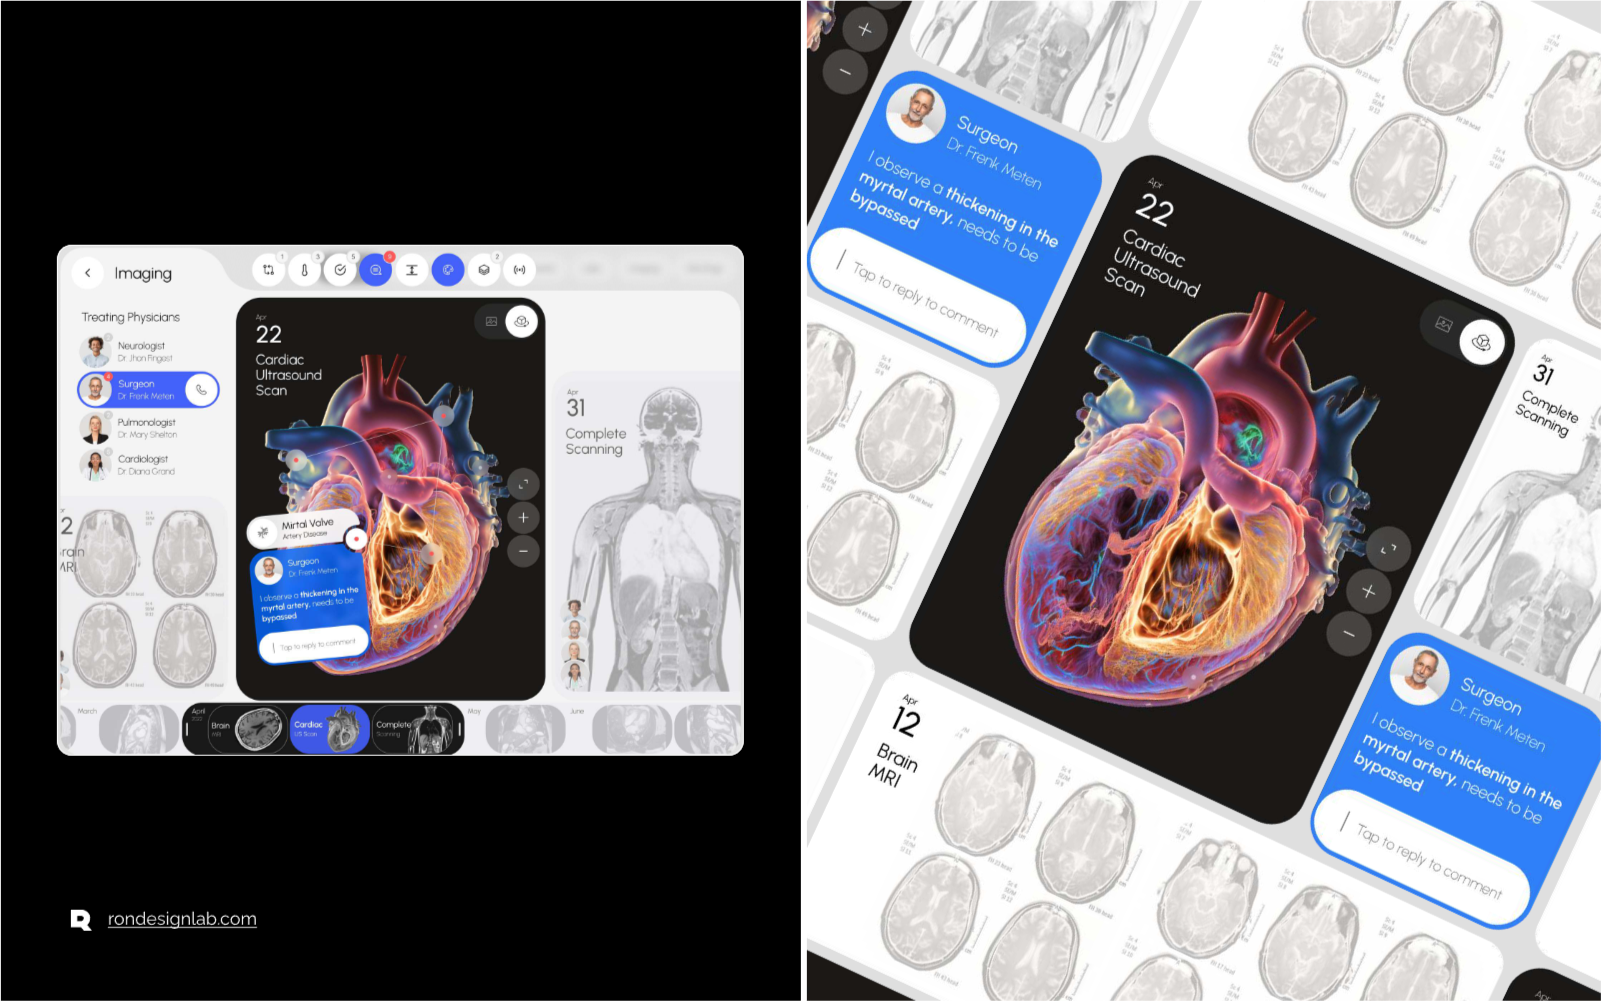 Imaging
1
3
5
2
Treating Physicians
Neurologist
Dr. Jhon Fingast
Surgeon
Dr. Frenk Meten
Pulmonologist
Dr. Mary Shelton
Cardiologist
Dr. Diana Grand
Apr
22
Cardiac
Ultrasound
Scan
Mirtal Valve
Artery Disease
Surgeon
Dr. Frenk Meten
I observe a thickening in the
myrtal artery, needs to be
bypassed
Tap to reply to comment
Apr
31
Complete
Scanning
2
Brain
MRI
March
April
Brain
MRI
Cardiac
US Scan
Complete
Scanning
May
June
rondesignlab.com
Surgeon
Dr. Frenk Meten
I observe a thickening in the
myrtal artery, needs to be
bypassed
Tap to reply to comment
Apr
22
Cardiac
Ultrasound
Scan
Apr
31
Complete
Scanning
Surgeon
Dr. Frenk Meten
I observe a thickening in the
myrtal artery, needs to be
bypassed
Tap to reply to comment
Apr
12
Brain
MRI
Apr